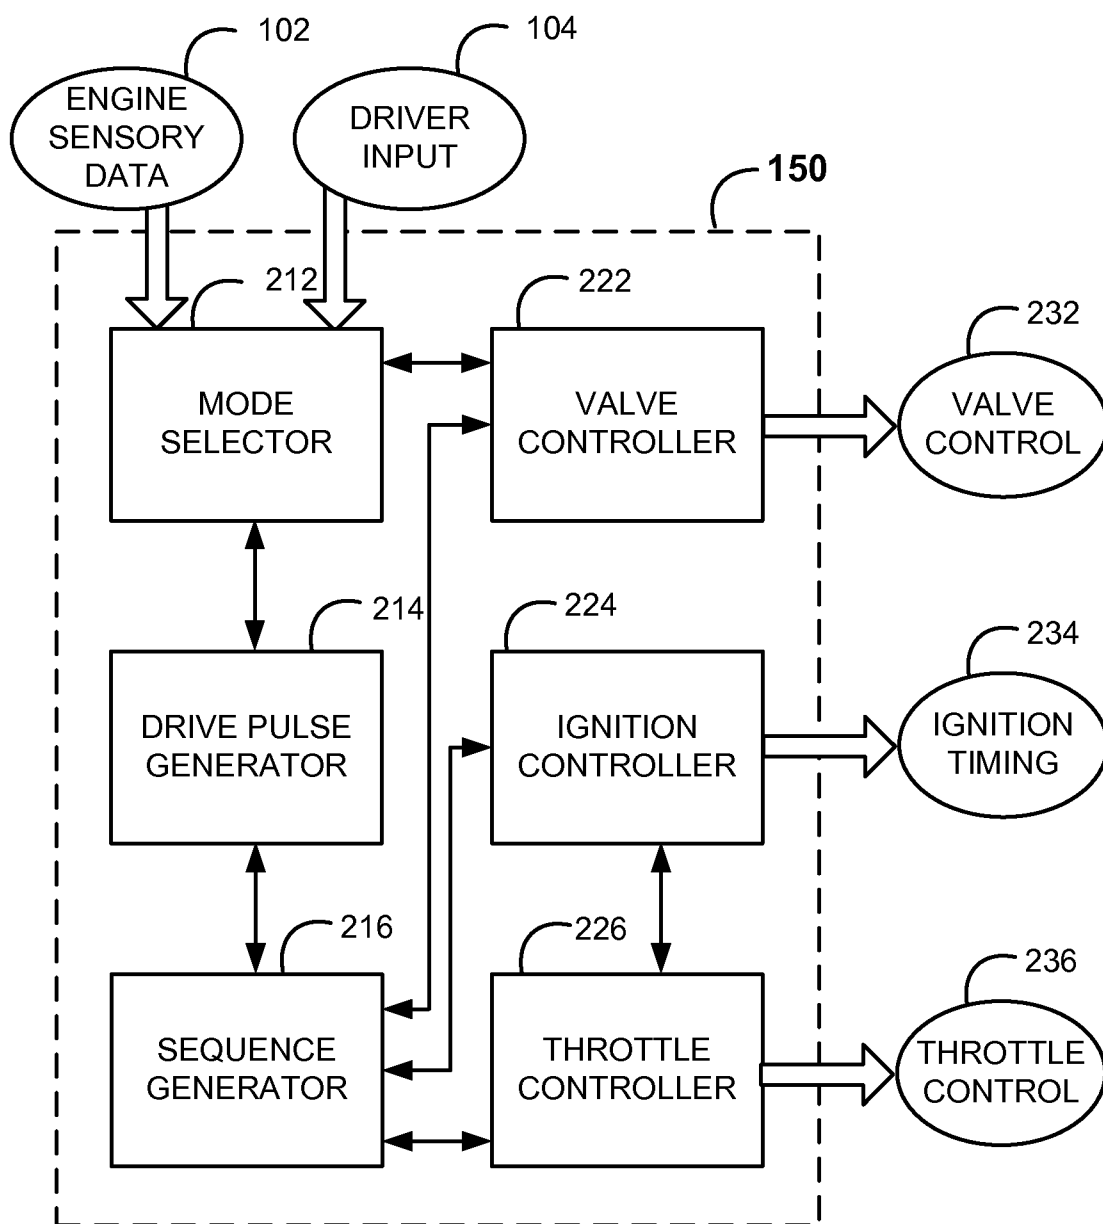 102
104
ENGINE
SENSORY
DATA
DRIVER
INPUT
150
212
222
232
MODE
SELECTOR
VALVE
CONTROLLER
VALVE
CONTROL
214
224
234
DRIVE PULSE
GENERATOR
IGNITION
CONTROLLER
IGNITION
TIMING
216
226
236
SEQUENCE
GENERATOR
THROTTLE
CONTROLLER
THROTTLE
CONTROL